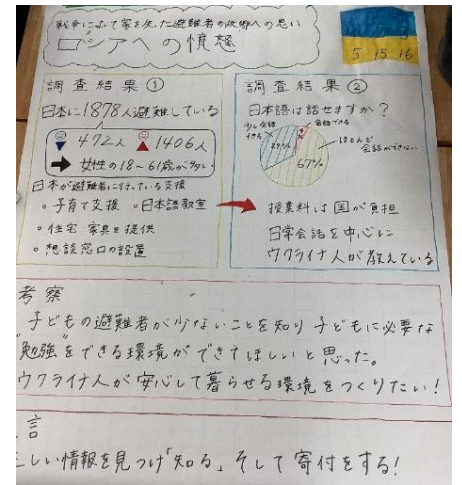 戦争によって家を失った避難者の故郷への思い
ロシアへの憤怒
5 15 16
調査結果①
日本に1878人避難している
472人 1406人
➡ 女性の18～61歳が多い
日本が避難者に行っている支援
・子育て支援 ・日本語教室
・住宅・家具を提供
・想談窓口の設置
調査結果②
日本語は話せますか？
少し会話
できる
会話できる
29%
4%
ほとんど
会話ができない
67%
授業料は国が負担
日常会話を中心に
ウクライナ人が教えている
考察
子どもの避難者が少ないことを知り子どもに必要な
"勉強"をできる環境ができてほしいと思った。
ウクライナ人が安心して暮らせる環境をつくりたい！
言
しい情報を見つけ「知る」、そして寄付をする！